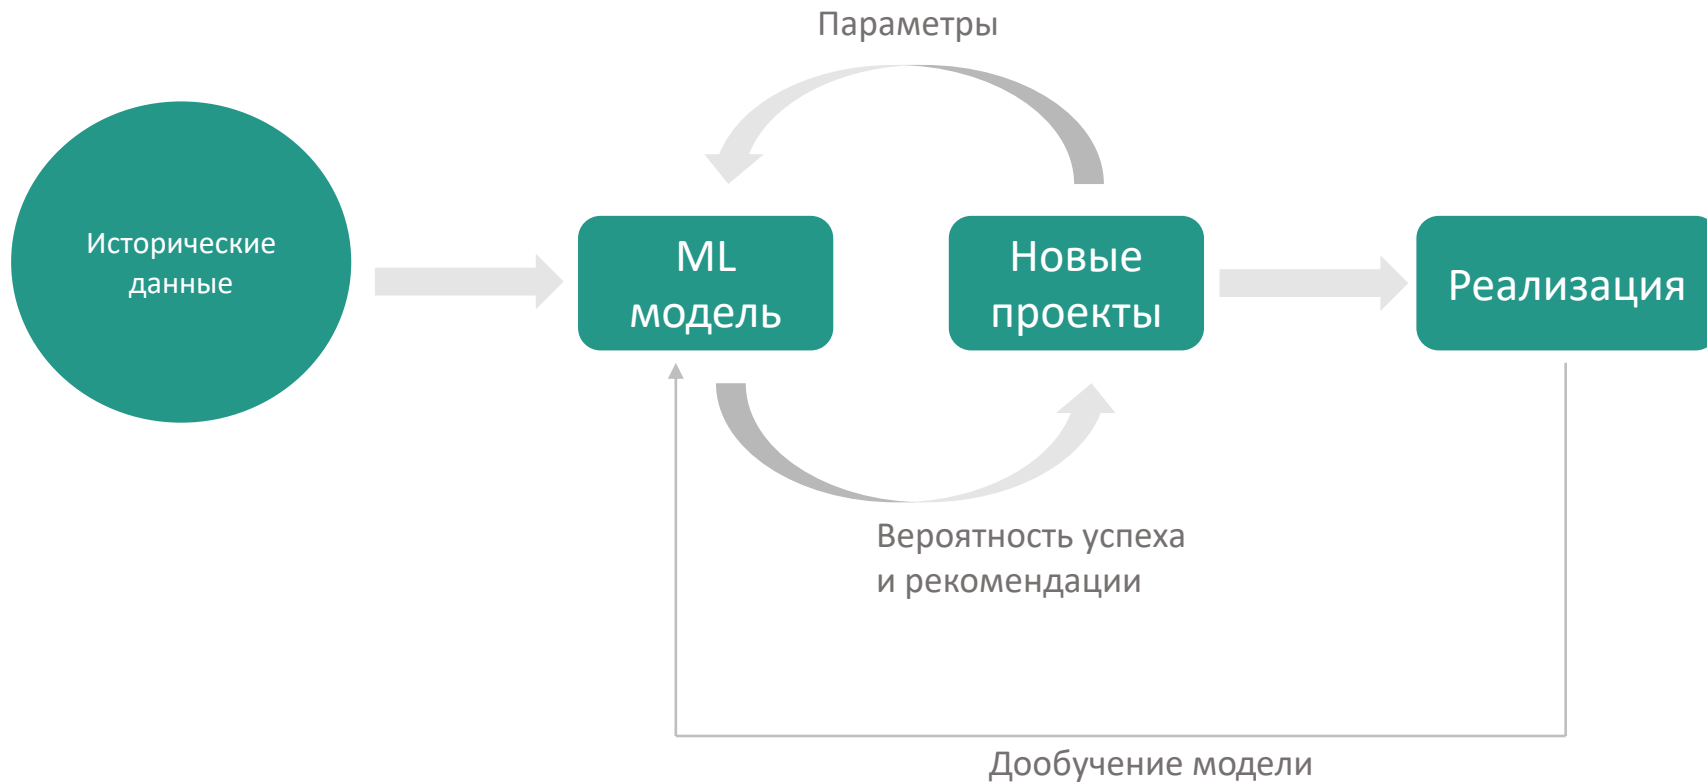 Параметры
Исторические
данные
ML
модель
Новые
проекты
Реализация
Вероятность успеха
и рекомендации
Дообучение модели